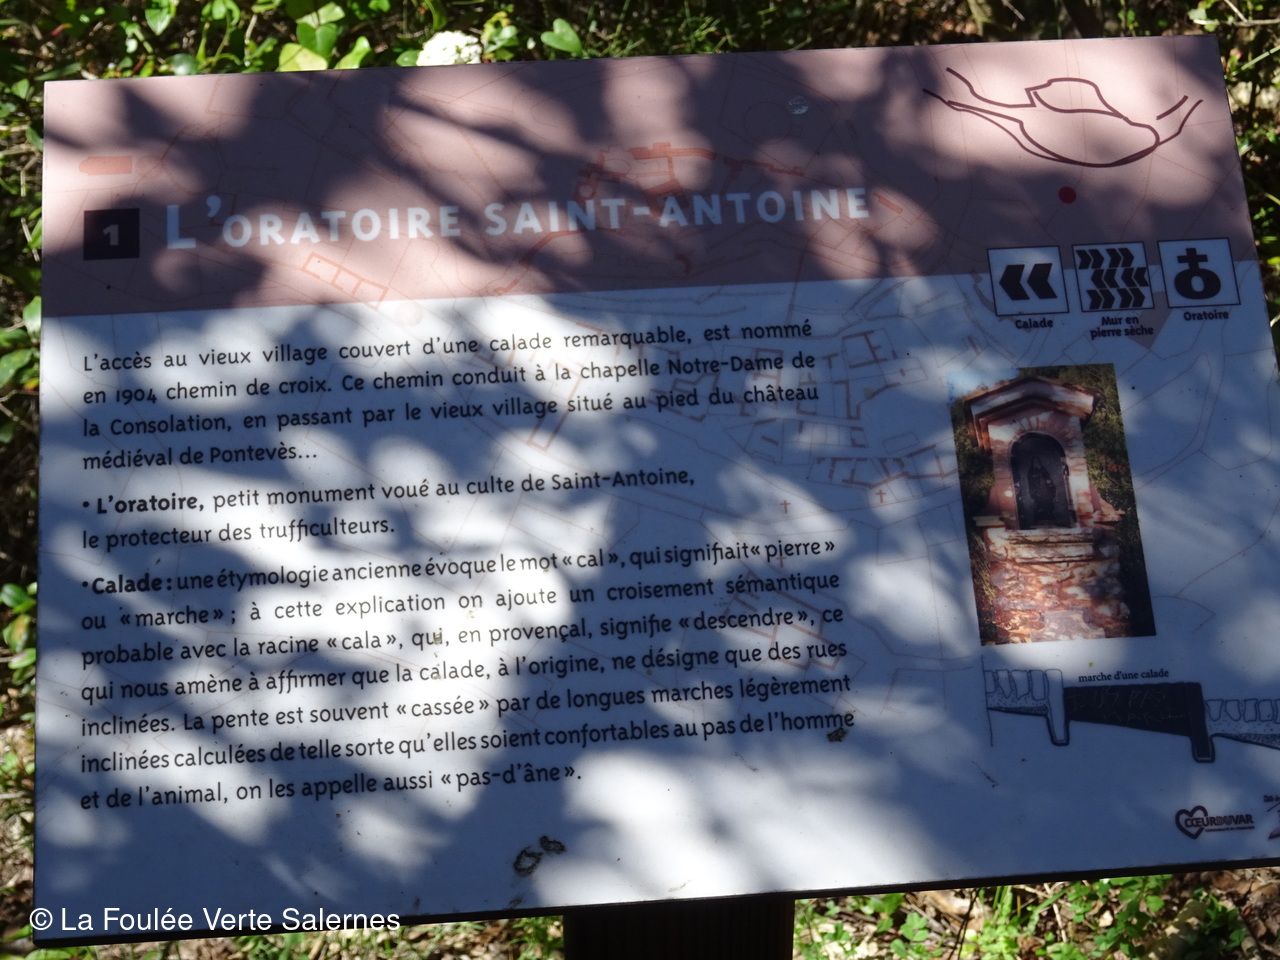 1
L'ORATOIRE SAINT-ANTOINE
L'accès au vieux village couvert d'une calade remarquable, est nommé
en 1904 chemin de croix. Ce chemin conduit à la chapelle Notre-Dame de
la Consolation, en passant par le vieux village situé au pied du château
médiéval de Pontevès...
• L'oratoire, petit monument voué au culte de Saint-Antoine,
le protecteur des trufficulteurs.
• Calade : une étymologie ancienne évoque le mot « cal », qui signifiait « pierre »
ou « marche » ; à cette explication on ajoute un croisement sémantique
probable avec la racine « cala », qui, en provençal, signifie « descendre », ce
qui nous amène à affirmer que la calade, à l'origine, ne désigne que des rues
inclinées. La pente est souvent « cassée » par de longues marches légèrement
inclinées calculées de telle sorte qu'elles soient confortables au pas de l'homme
et de l'animal, on les appelle aussi « pas-d'âne ».
Calade
Mur en
pierre sèche
Oratoire
marche d'une calade
CŒURDUVAR
© La Foulée Verte Salernes